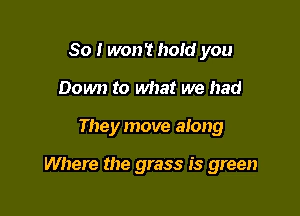 So I won't hold you
Down to what we had
They move along
Where the grass is green